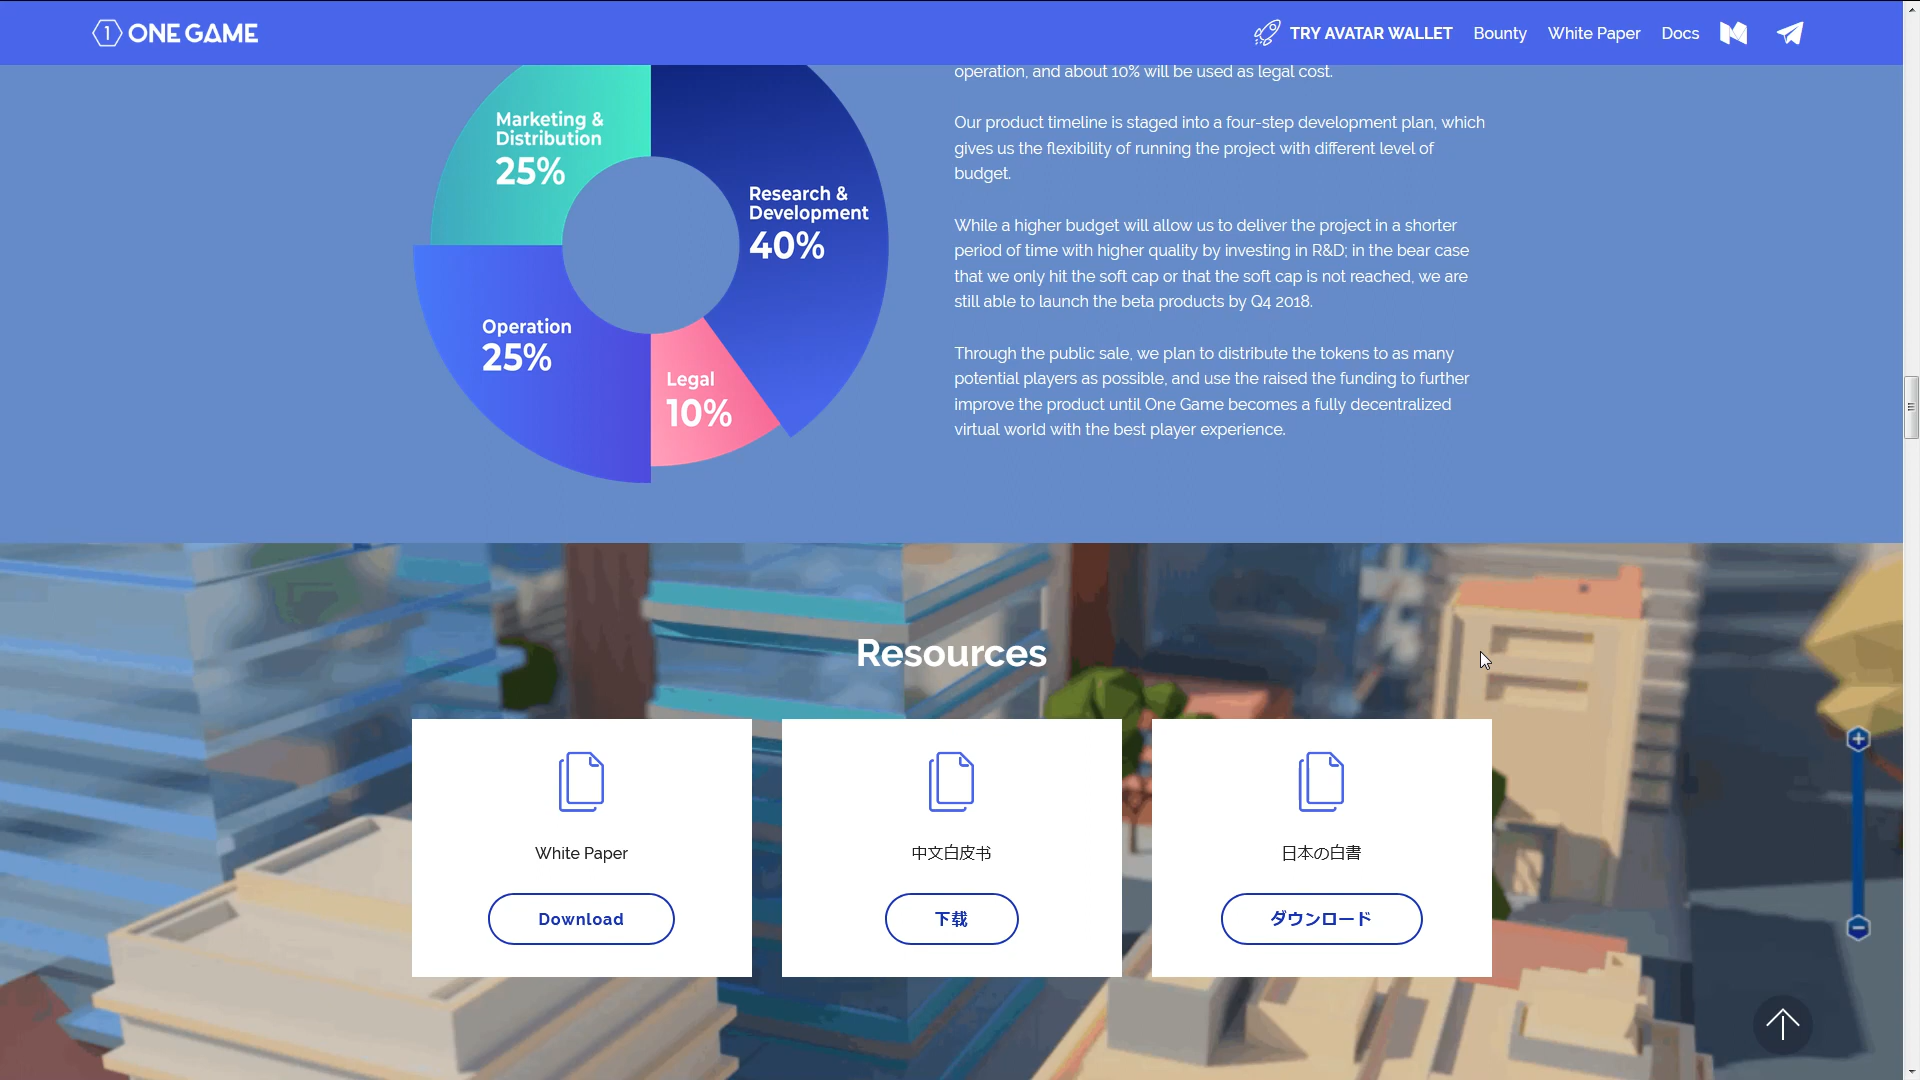 1 ONE GAME
TRY AVATAR WALLET
Bounty
White Paper
Docs
Marketing &
Distribution
25%
Research &
Development
40%
Operation
25%
Legal
10%
operation, and about 10% will be used as legal cost.
Our product timeline is staged into a four-step development plan, which
gives us the flexibility of running the project with different level of
budget.
While a higher budget will allow us to deliver the project in a shorter
period of time with higher quality by investing in R&D; in the bear case
that we only hit the soft cap or that the soft cap is not reached, we are
still able to launch the beta products by Q4 2018.
Through the public sale, we plan to distribute the tokens to as many
potential players as possible, and use the raised the funding to further
improve the product until One Game becomes a fully decentralized
virtual world with the best player experience.
Resources
White Paper
Download
中文白皮书
下载
日本の白書
ダウンロード